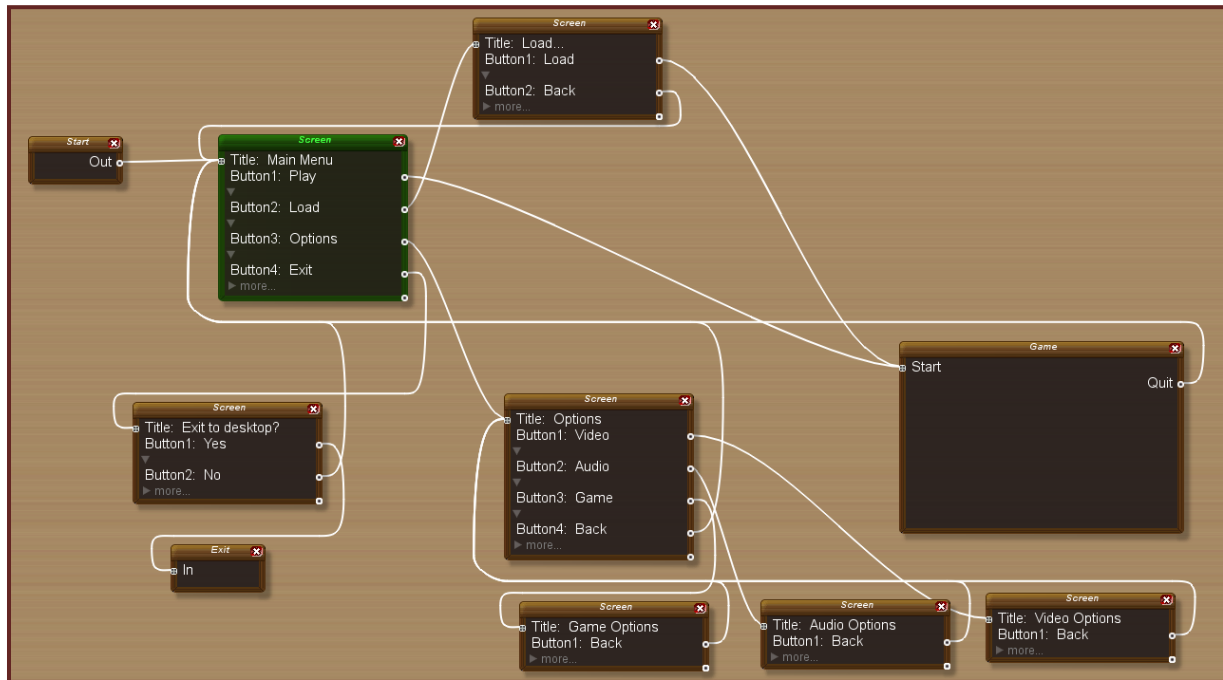 Screen
Title: Load...
Button1: Load
Button2: Back
more...
Start
Out
Screen
Title: Main Menu
Button1: Play
Button2: Load
Button3: Options
Button4: Exit
more...
Game
Start
Quit
Screen
Title: Exit to desktop?
Button1: Yes
Button2: No
more...
Screen
Title: Options
Button1: Video
Button2: Audio
Button3: Game
Button4: Back
more...
Exit
In
Screen
Title: Game Options
Button1: Back
more...
Screen
Title: Audio Options
Button1: Back
more...
Screen
Title: Video Options
Button1: Back
more...